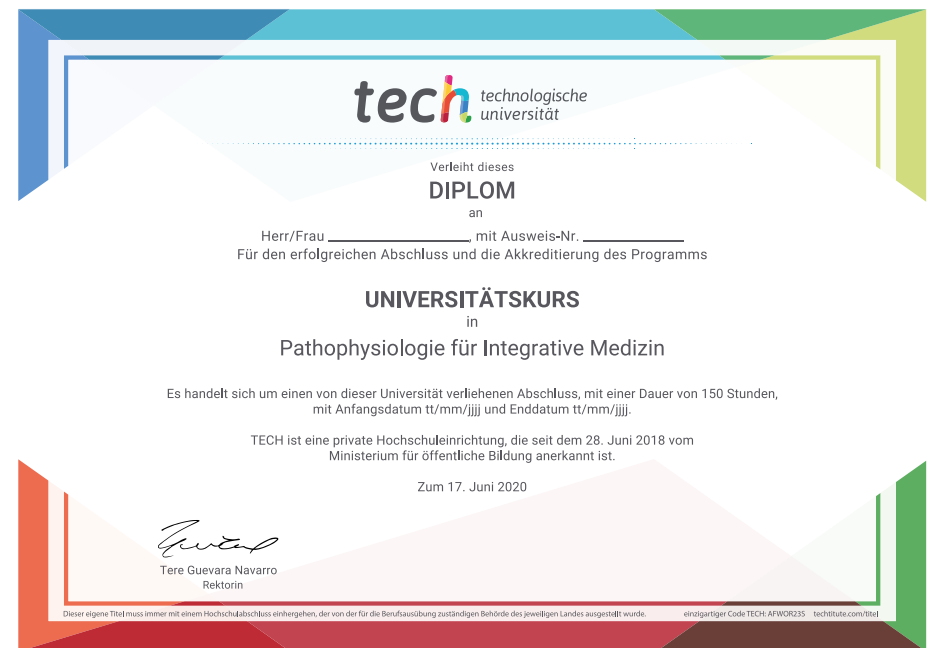 tech technologische
universität
Verleiht dieses
DIPLOM
an
Herr/Frau ____________________, mit Ausweis-Nr. ______________
Für den erfolgreichen Abschluss und die Akkreditierung des Programms
UNIVERSITÄTSKURS
in
Pathophysiologie für Integrative Medizin
Es handelt sich um einen von dieser Universität verliehenen Abschluss, mit einer Dauer von 150 Stunden,
mit Anfangsdatum tt/mm/jjjj und Enddatum tt/mm/jjjj.
TECH ist eine private Hochschuleinrichtung, die seit dem 28. Juni 2018 vom
Ministerium für öffentliche Bildung anerkannt ist.
Zum 17. Juni 2020
Tere Guevara Navarro
Rektorin
Dieser eigene Titel muss immer mit einem Hochschulabschluss einhergehen, der von der für die Berufsausübung zuständigen Behörde des jeweiligen Landes ausgestellt wurde. einzigartiger Code TECH: AFWOR23S techtitute.com/titel